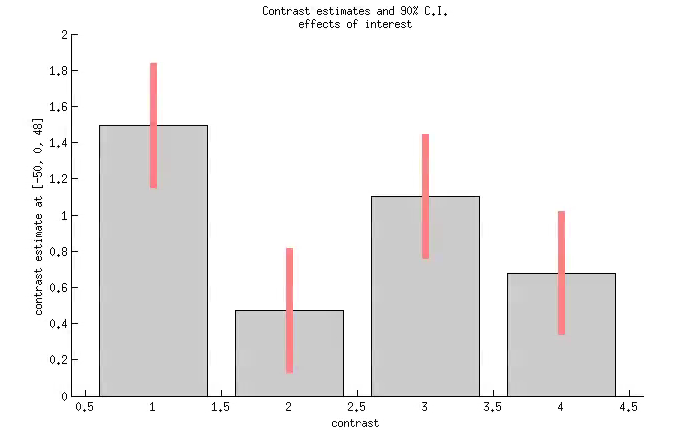 Contrast estimates and 90% C.I.
effects of interest
contrast estimate at [-50, 0, 48]
2
1.8
1.6
1.4
1.2
1
0.8
0.6
0.4
0.2
0
0.5 1 1.5 2 2.5 3 3.5 4 4.5
contrast